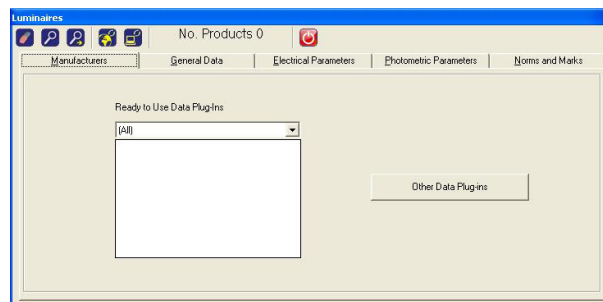 Luminaires
No. Products 0
Manufacturers General Data Electrical Parameters Photometric Parameters Norms and Marks
Ready to Use Data Plug-Ins
(All)
Other Data Plug-ins